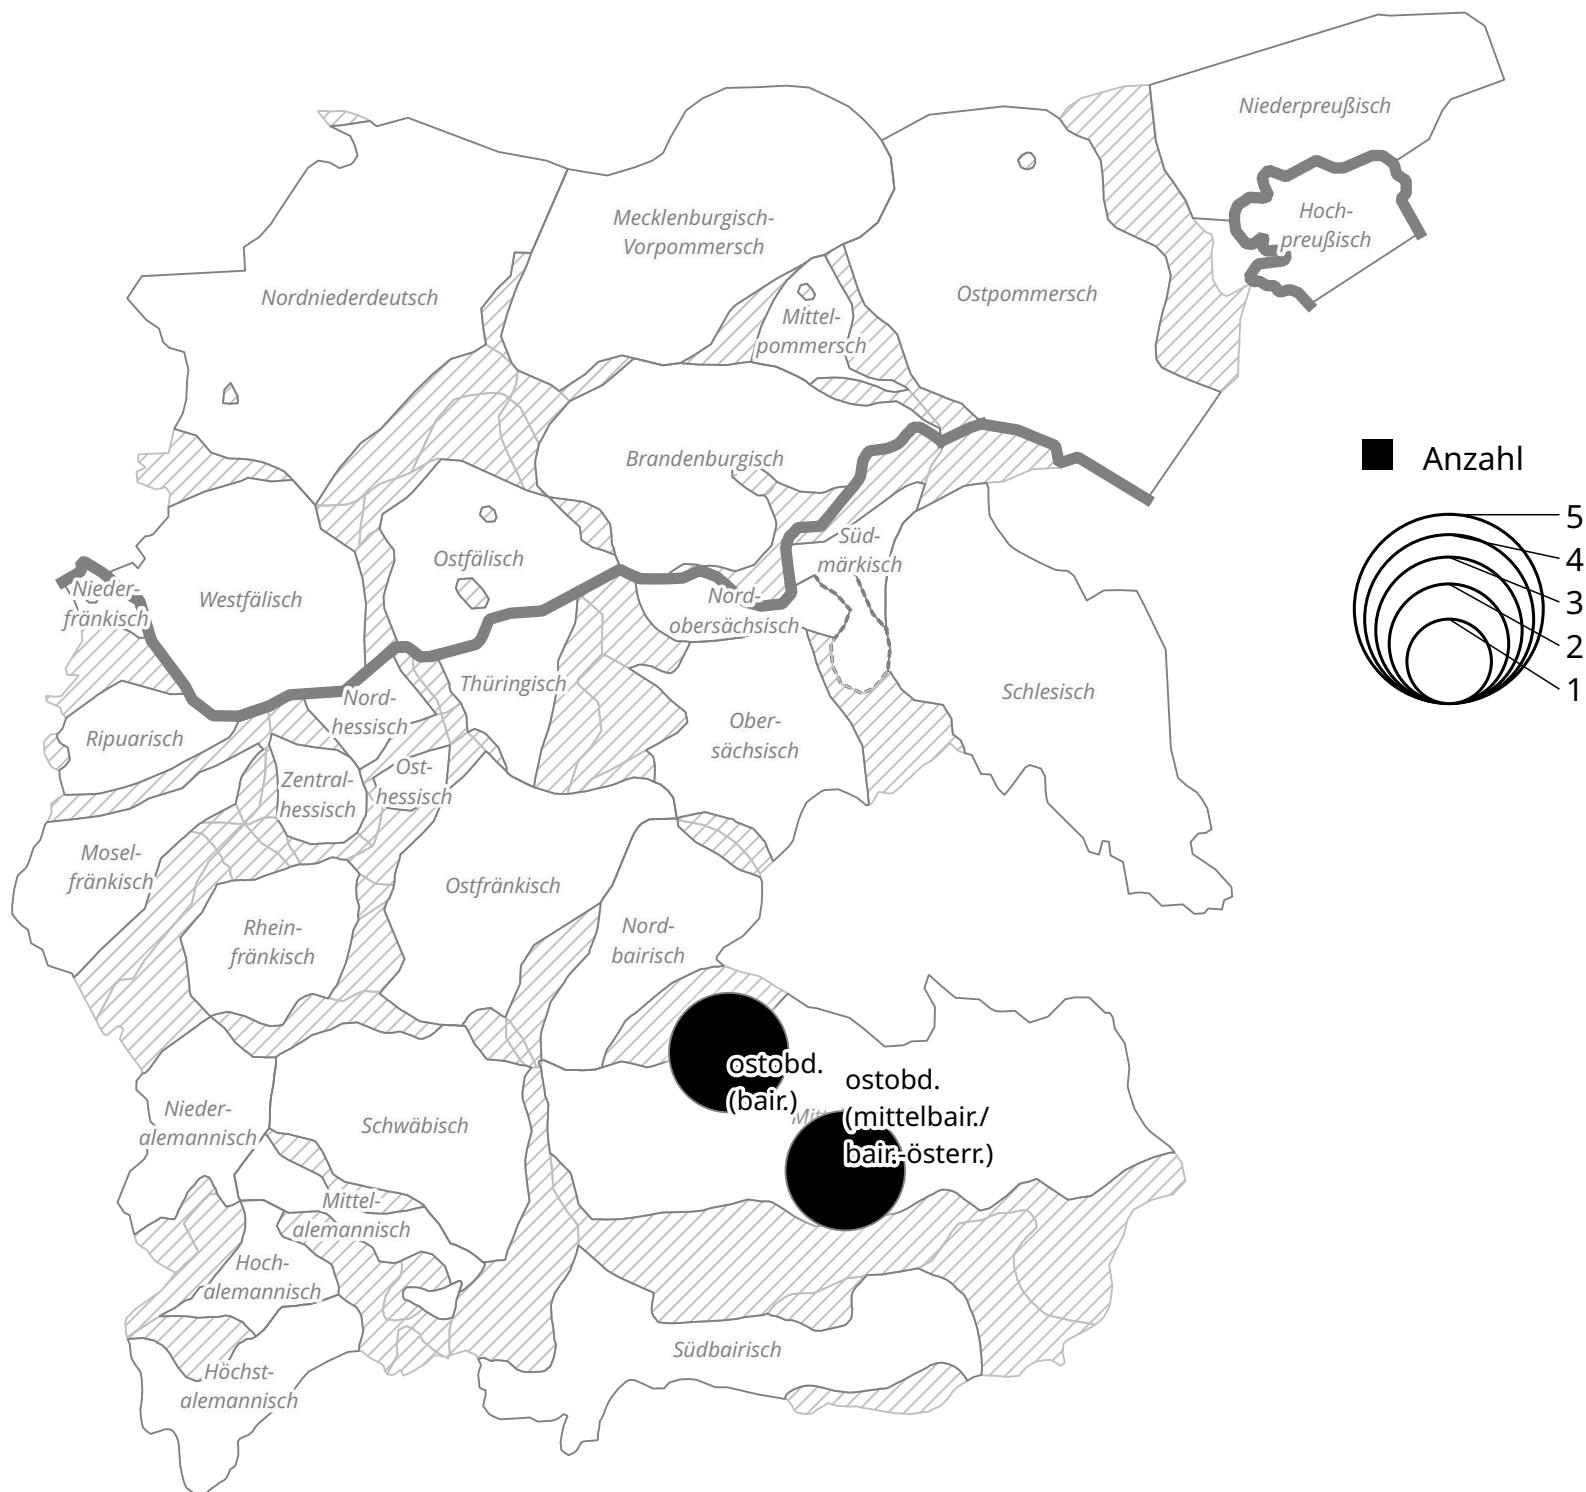 Niederpreußisch
Hoch-
preußisch
Mecklenburgisch-
Vorpommersch
Nordniederdeutsch
Ostpommersch
Mittel-
pommersch
Brandenburgisch
Anzahl
5
4
3
2
1
Süd-
märkisch
Ostfälisch
Westfälisch
Nieder-
fränkisch
Nord-
obersächsisch
Thüringisch
Nord-
hessisch
Schlesisch
Ober-
sächsisch
Ripuarisch
Zentral-
hessisch
Ost-
hessisch
Mosel-
fränkisch
Ostfränkisch
Rhein-
fränkisch
Nord-
bairisch
ostobd.
(bair.)
ostobd.
(mittelbair./
bair.-österr.)
Nieder-
alemannisch
Schwäbisch
Mittel-
alemannisch
Hoch-
alemannisch
Südbairisch
Höchst-
alemannisch